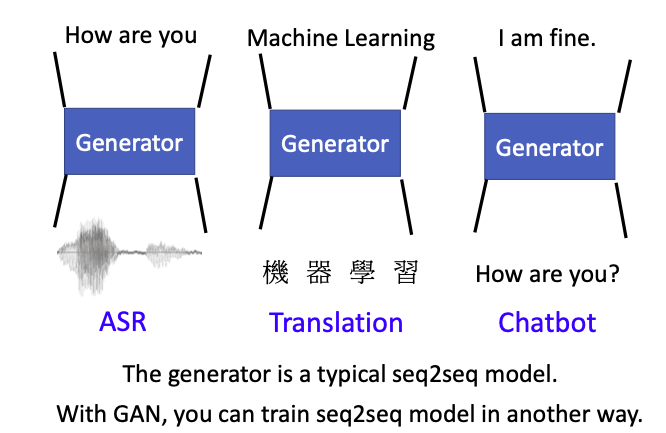 How are you
Machine Learning
I am fine.
Generator
Generator
Generator
機 器 學 習
How are you?
ASR
Translation
Chatbot
The generator is a typical seq2seq model.
With GAN, you can train seq2seq model in another way.